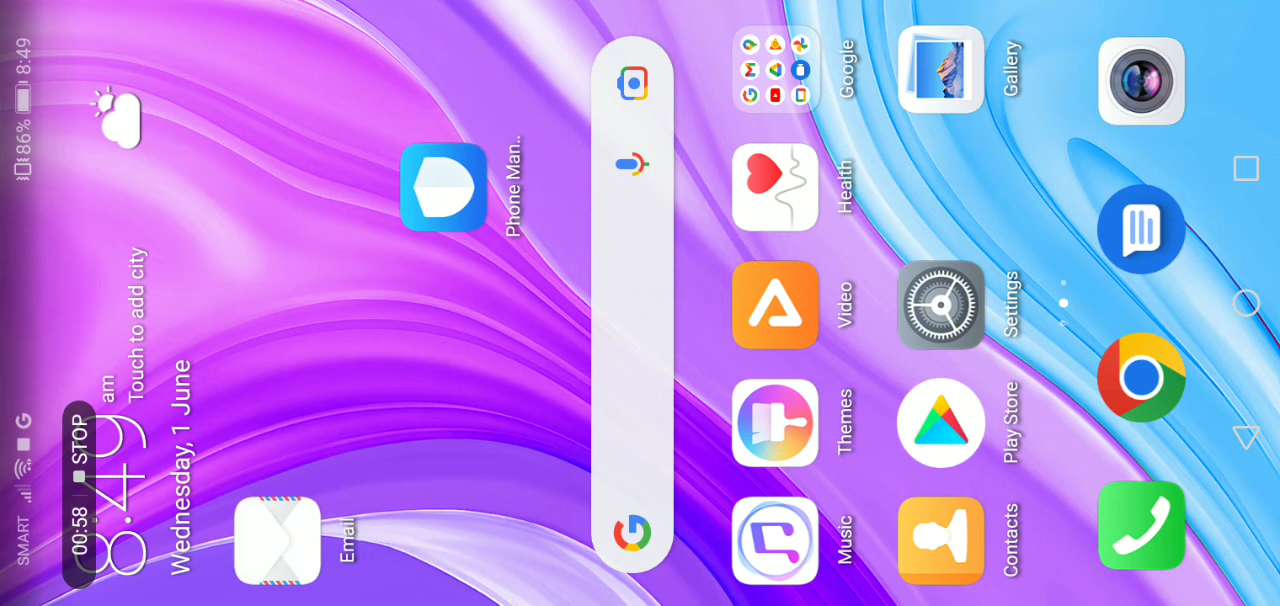 SMART 86% 8:49
00:58 STOP
8:49 am
Touch to add city
Wednesday, 1 June
Email
Phone Man..
Music Themes Video Health Google
Contacts Play Store Settings Gallery